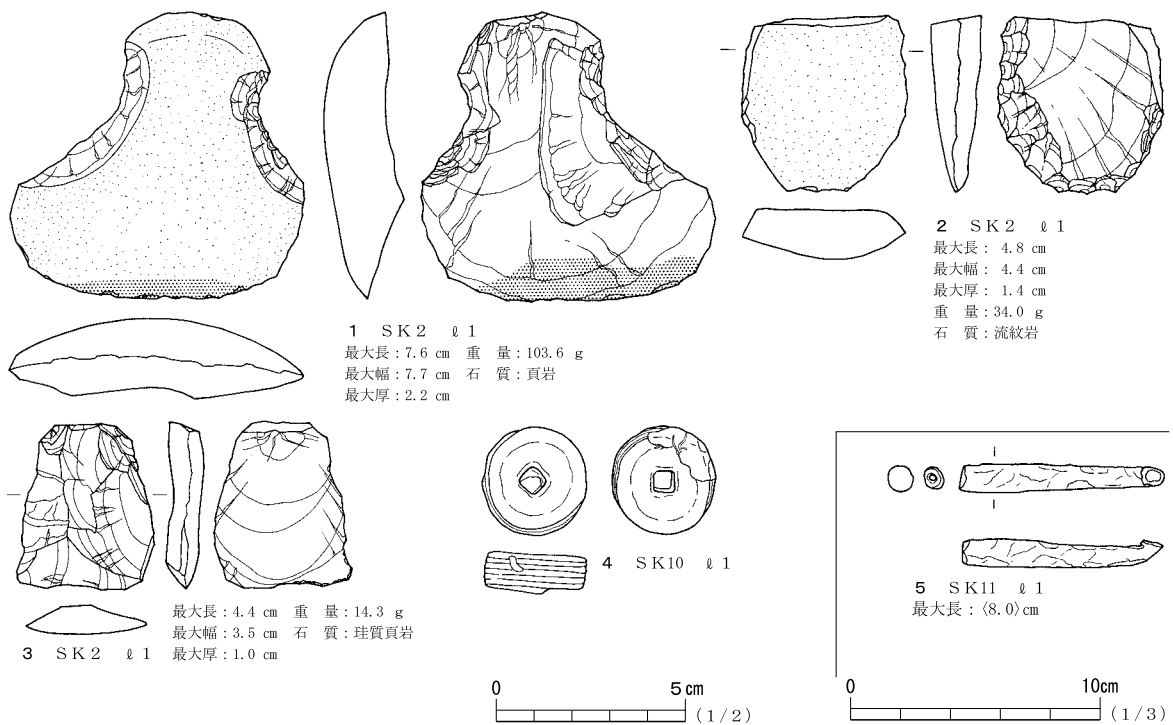 1 SK2 ℓ1
最大長：7.6 cm 重 量：103.6 g
最大幅：7.7 cm 石 質：頁岩
最大厚：2.2 cm
2 SK2 ℓ1
最大長：4.8 cm
最大幅：4.4 cm
最大厚：1.4 cm
重 量：34.0 g
石 質：流紋岩
最大長：4.4 cm 重 量：14.3 g
最大幅：3.5 cm 石 質：珪質頁岩
3 SK2 ℓ1 最大厚：1.0 cm
4 SK10 ℓ1
5 SK11 ℓ1
最大長：〈8.0〉cm
0 5cm
(1/2)
0 10cm
(1/3)